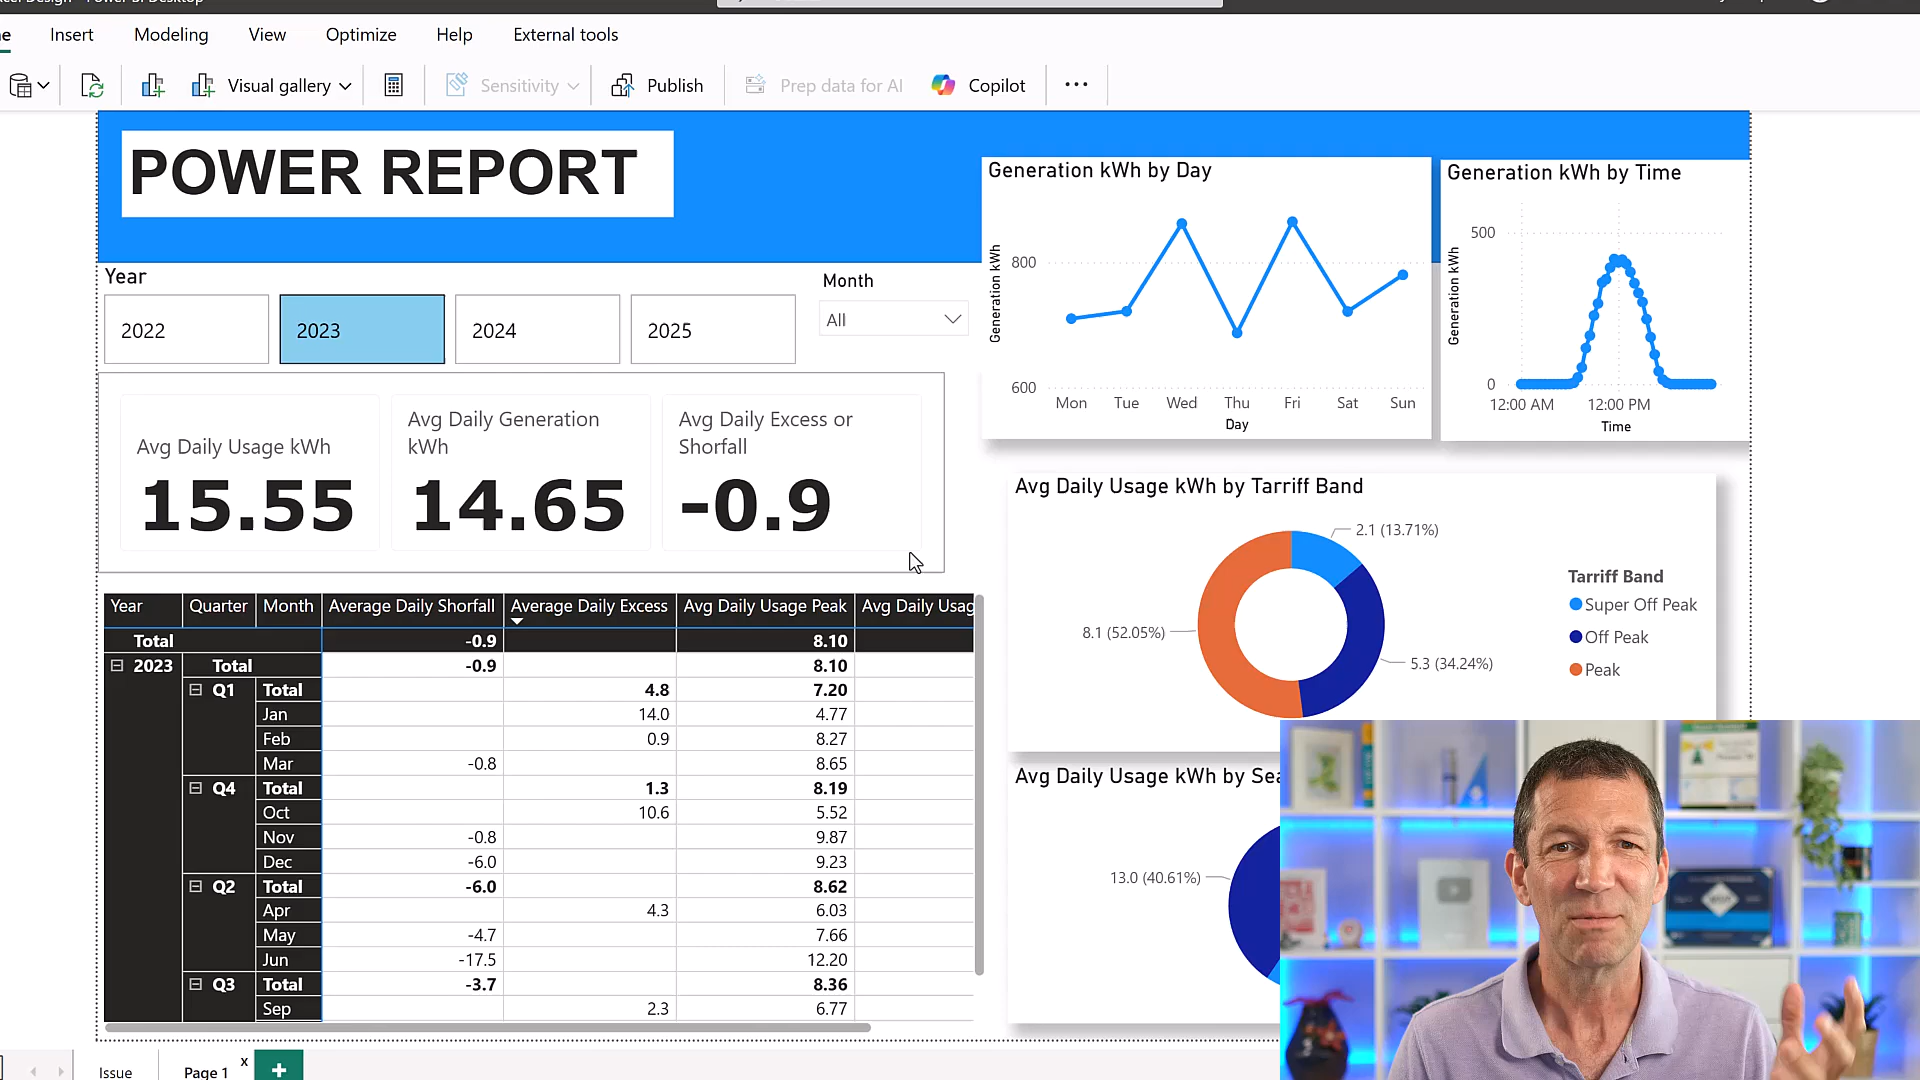 Insert Modeling View Optimize Help External tools
Visual gallery Sensitivity Publish Prep data for AI Copilot
POWER REPORT
Year
2022 2023 2024 2025
Month
All
Avg Daily Usage kWh
15.55
Avg Daily Generation
kWh
14.65
Avg Daily Excess or
Shorfall
-0.9
Year Quarter Month Average Daily Shorfall Average Daily Excess Avg Daily Usage Peak Avg Daily Usag
Total -0.9 8.10
2023 Total -0.9 8.10
Q1 Total 4.8 7.20
Jan 14.0 4.77
Feb 0.9 8.27
Mar -0.8 8.65
Q4 Total 1.3 8.19
Oct 10.6 5.52
Nov -0.8 9.87
Dec -6.0 9.23
Q2 Total -6.0 8.62
Apr 4.3 6.03
May -4.7 7.66
Jun -17.5 12.20
Q3 Total -3.7 8.36
Sep 2.3 6.77
Generation kWh by Day
Generation kWh
800
600
Mon Tue Wed Thu Fri Sat Sun
Day
Generation kWh by Time
Generation kWh
500
0
12:00 AM 12:00 PM
Time
Avg Daily Usage kWh by Tarriff Band
2.1 (13.71%)
8.1 (52.05%)
5.3 (34.24%)
Tarriff Band
Super Off Peak
Off Peak
Peak
Avg Daily Usage kWh by Sea
13.0 (40.61%)
Issue Page 1 x +